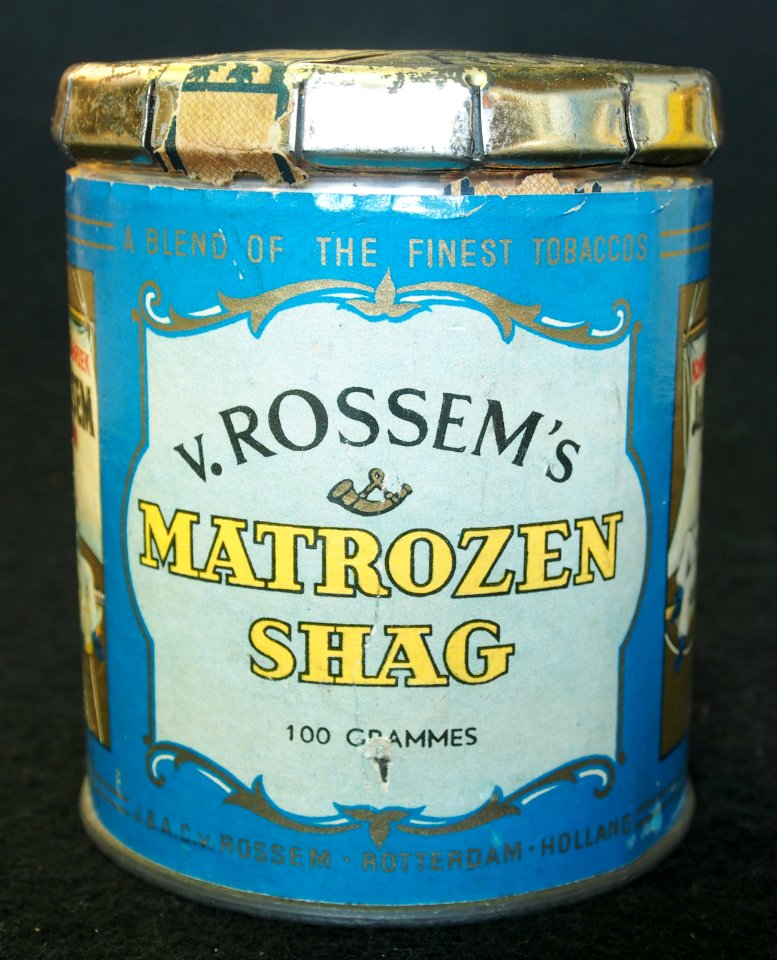 A BLEND OF THE FINEST TOBACCOS
V. ROSSEM'S
MATROZEN
SHAG
100 GRAMMES
J. & A.C. V. ROSSEM · ROTTERDAM · HOLLAND